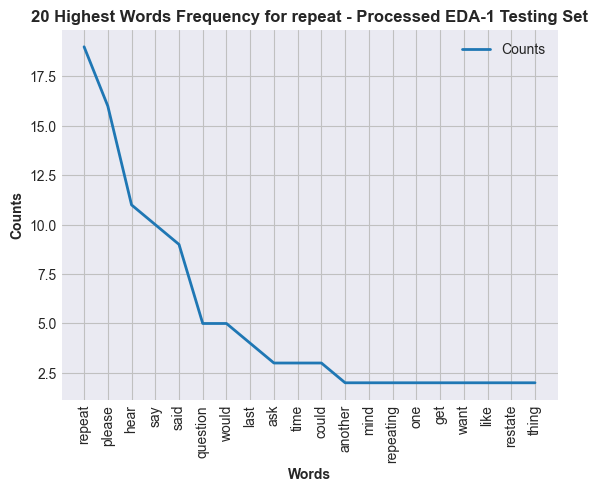 20 Highest Words Frequency for repeat - Processed EDA-1 Testing Set
Counts
17.5
15.0
12.5
10.0
7.5
5.0
2.5
Counts
repeat
please
hear
say
said
question
would
last
ask
time
could
another
mind
repeating
one
get
want
like
restate
thing
Words